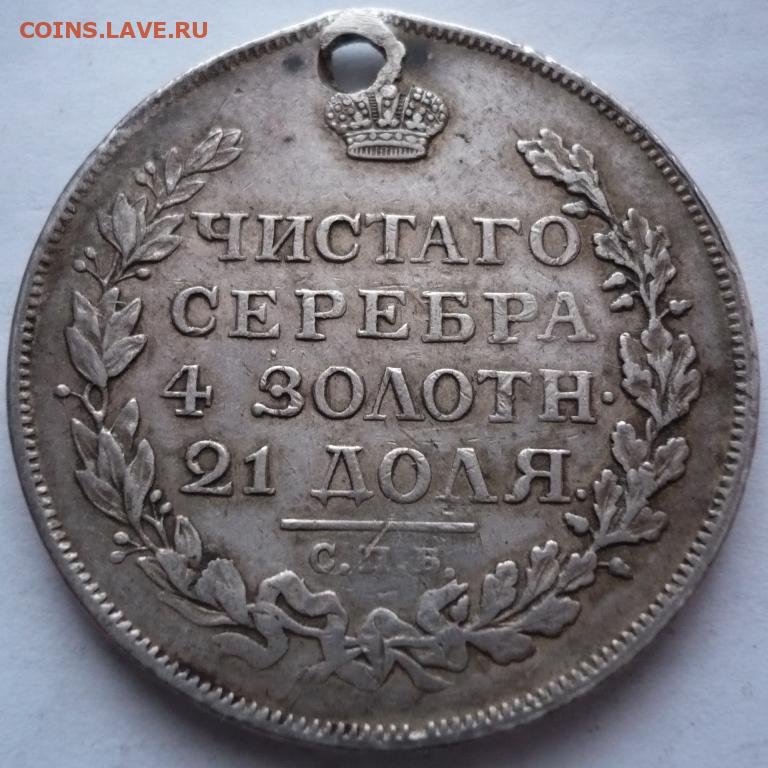 COINS.LAVE.RU
ЧИСТАГО
СЕРЕБРА
4 ЗОЛОТН.
21 ДОЛЯ.
С.П.Б.